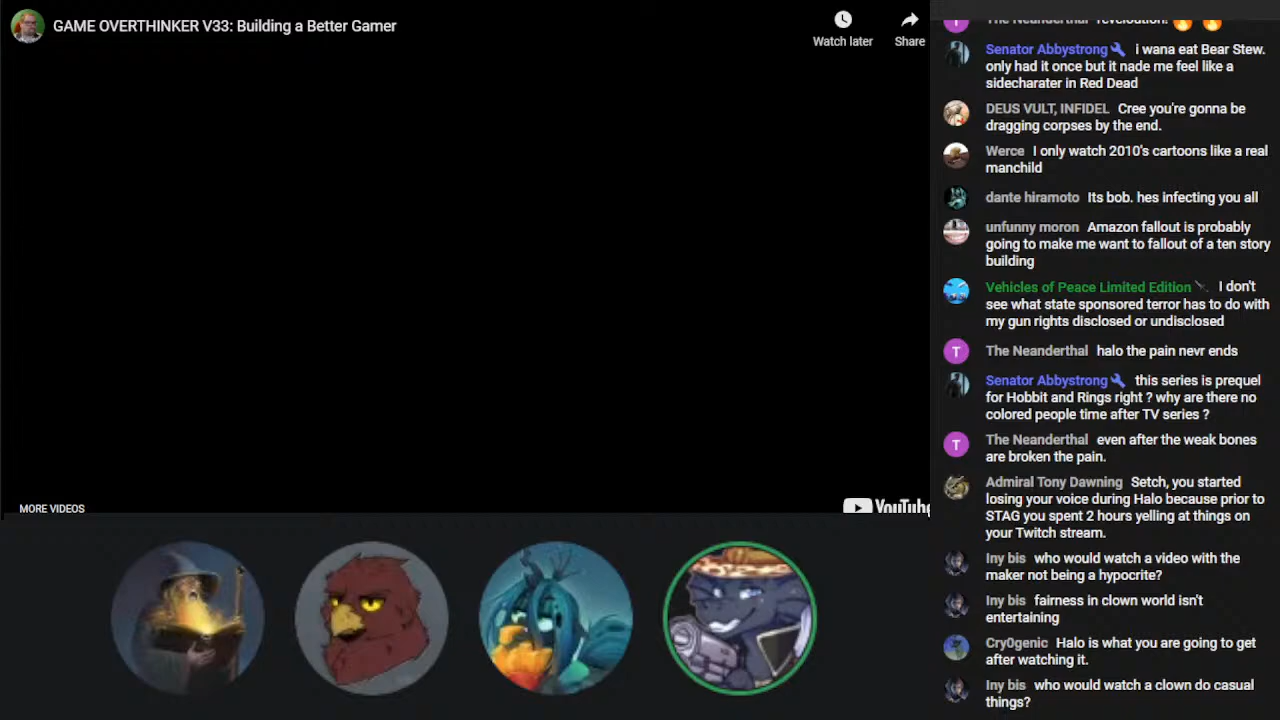 GAME OVERTHINKER V33: Building a Better Gamer
Watch later
Share
MORE VIDEOS
YouTube
T
The Neanderthal reveloution!
Senator Abbystrong i wana eat Bear Stew.
only had it once but it nade me feel like a
sidecharater in Red Dead
DEUS VULT, INFIDEL Cree you're gonna be
dragging corpses by the end.
Werce I only watch 2010's cartoons like a real
manchild
dante hiramoto Its bob. hes infecting you all
unfunny moron Amazon fallout is probably
going to make me want to fallout of a ten story
building
Vehicles of Peace Limited Edition I don't
see what state sponsored terror has to do with
my gun rights disclosed or undisclosed
T
The Neanderthal halo the pain nevr ends
Senator Abbystrong this series is prequel
for Hobbit and Rings right ? why are there no
colored people time after TV series ?
T
The Neanderthal even after the weak bones
are broken the pain.
Admiral Tony Dawning Setch, you started
losing your voice during Halo because prior to
STAG you spent 2 hours yelling at things on
your Twitch stream.
Iny bis who would watch a video with the
maker not being a hypocrite?
Iny bis fairness in clown world isn't
entertaining
Cry0genic Halo is what you are going to get
after watching it.
Iny bis who would watch a clown do casual
things?